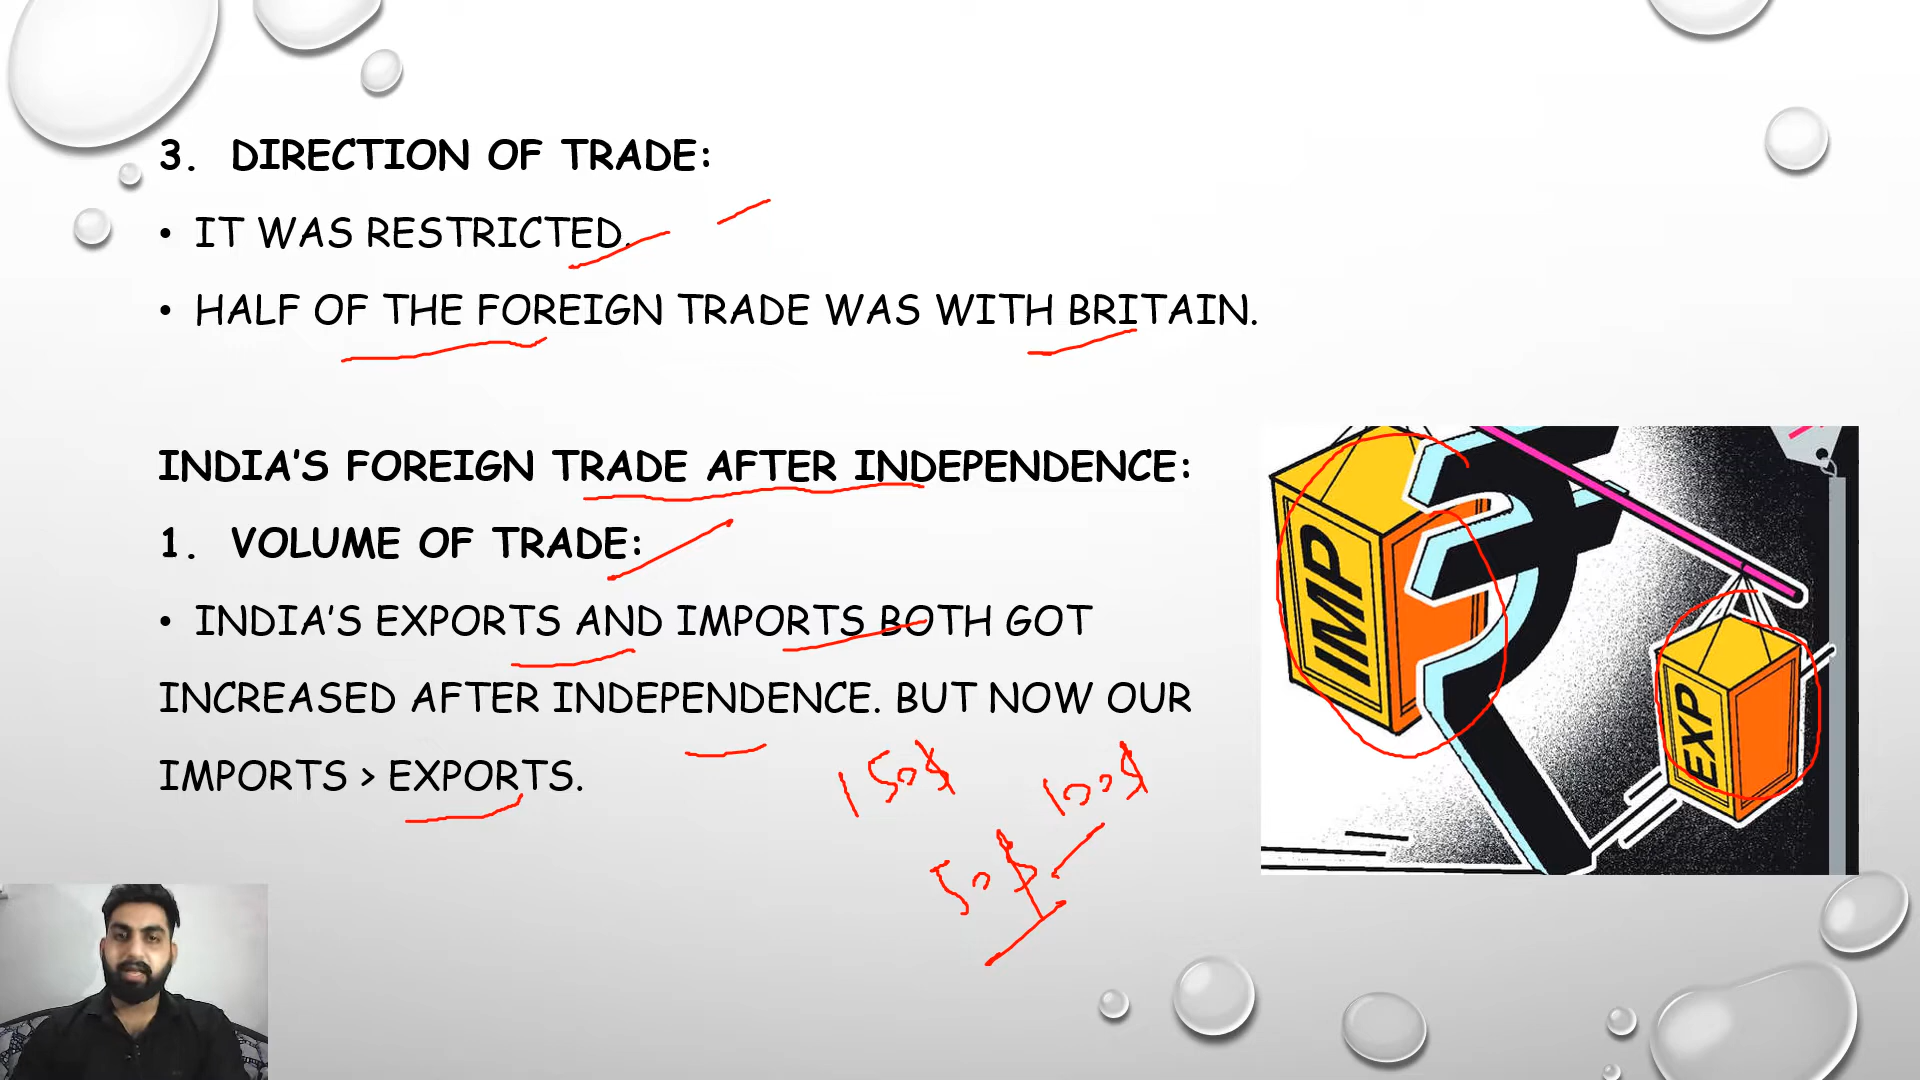 3. DIRECTION OF TRADE:
• IT WAS RESTRICTED.
• HALF OF THE FOREIGN TRADE WAS WITH BRITAIN.
INDIA'S FOREIGN TRADE AFTER INDEPENDENCE:
1. VOLUME OF TRADE:
• INDIA'S EXPORTS AND IMPORTS BOTH GOT
INCREASED AFTER INDEPENDENCE. BUT NOW OUR
IMPORTS > EXPORTS.
150$ 100$
50$
IMP
EXP